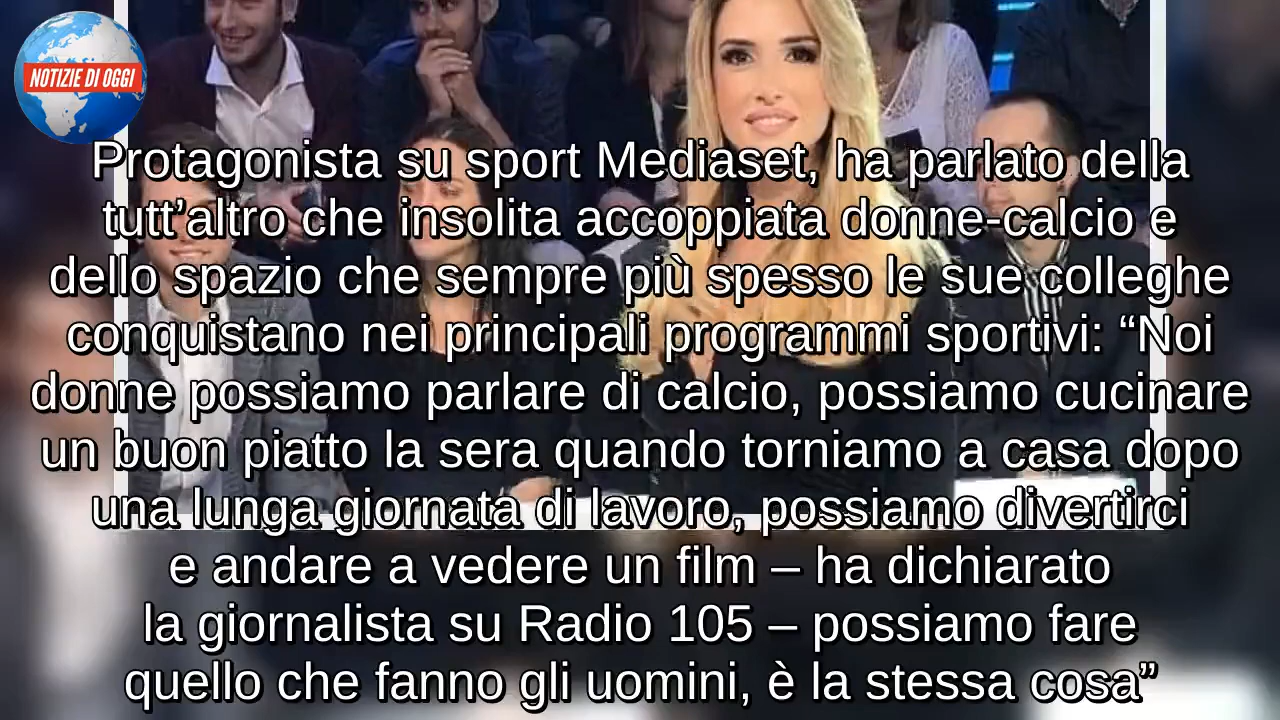 NOTIZIE DI OGGI
Protagonista su sport Mediaset, ha parlato della
tutt’altro che insolita accoppiata donne-calcio e
dello spazio che sempre più spesso le sue colleghe
conquistano nei principali programmi sportivi: “Noi
donne possiamo parlare di calcio, possiamo cucinare
un buon piatto la sera quando torniamo a casa dopo
una lunga giornata di lavoro, possiamo divertirci
e andare a vedere un film – ha dichiarato
la giornalista su Radio 105 – possiamo fare
quello che fanno gli uomini, è la stessa cosa”